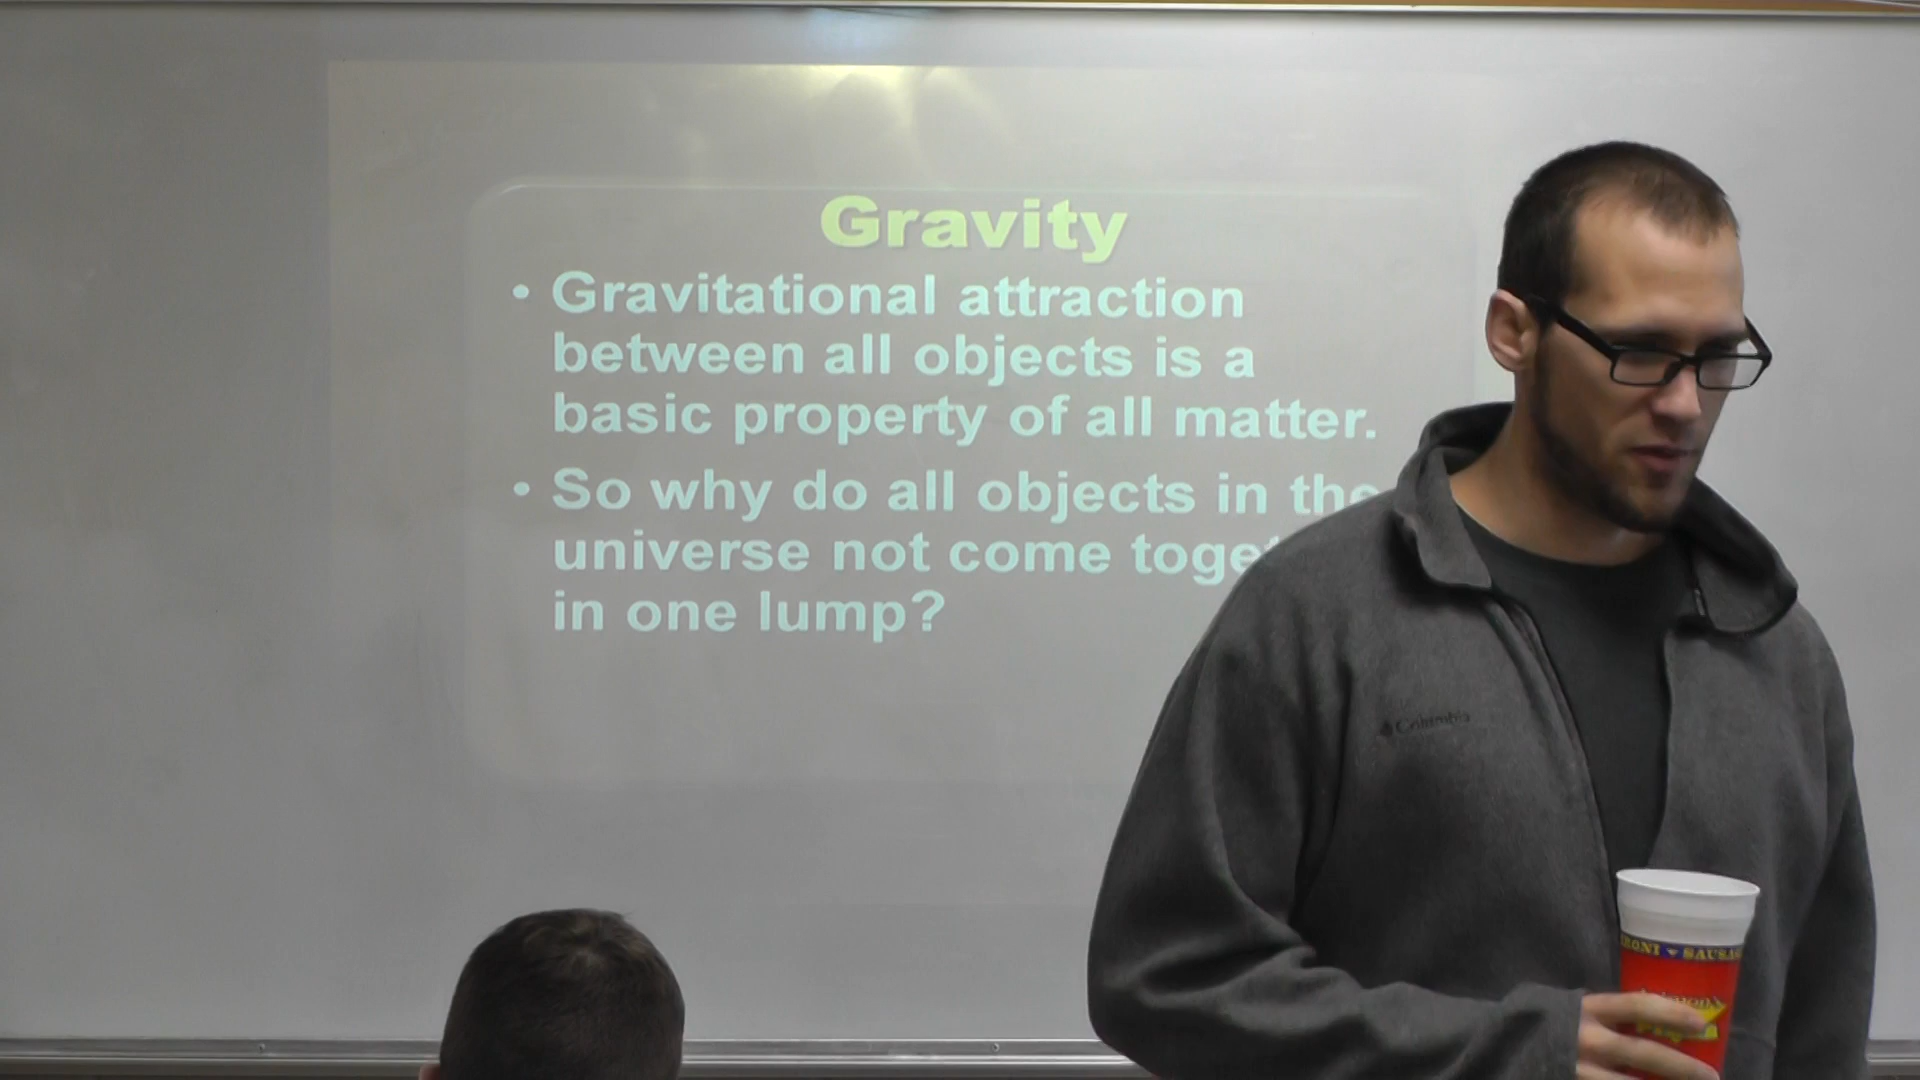 Gravity
• Gravitational attraction
between all objects is a
basic property of all matter.
• So why do all objects in the
universe not come
in one lump?
Columbia